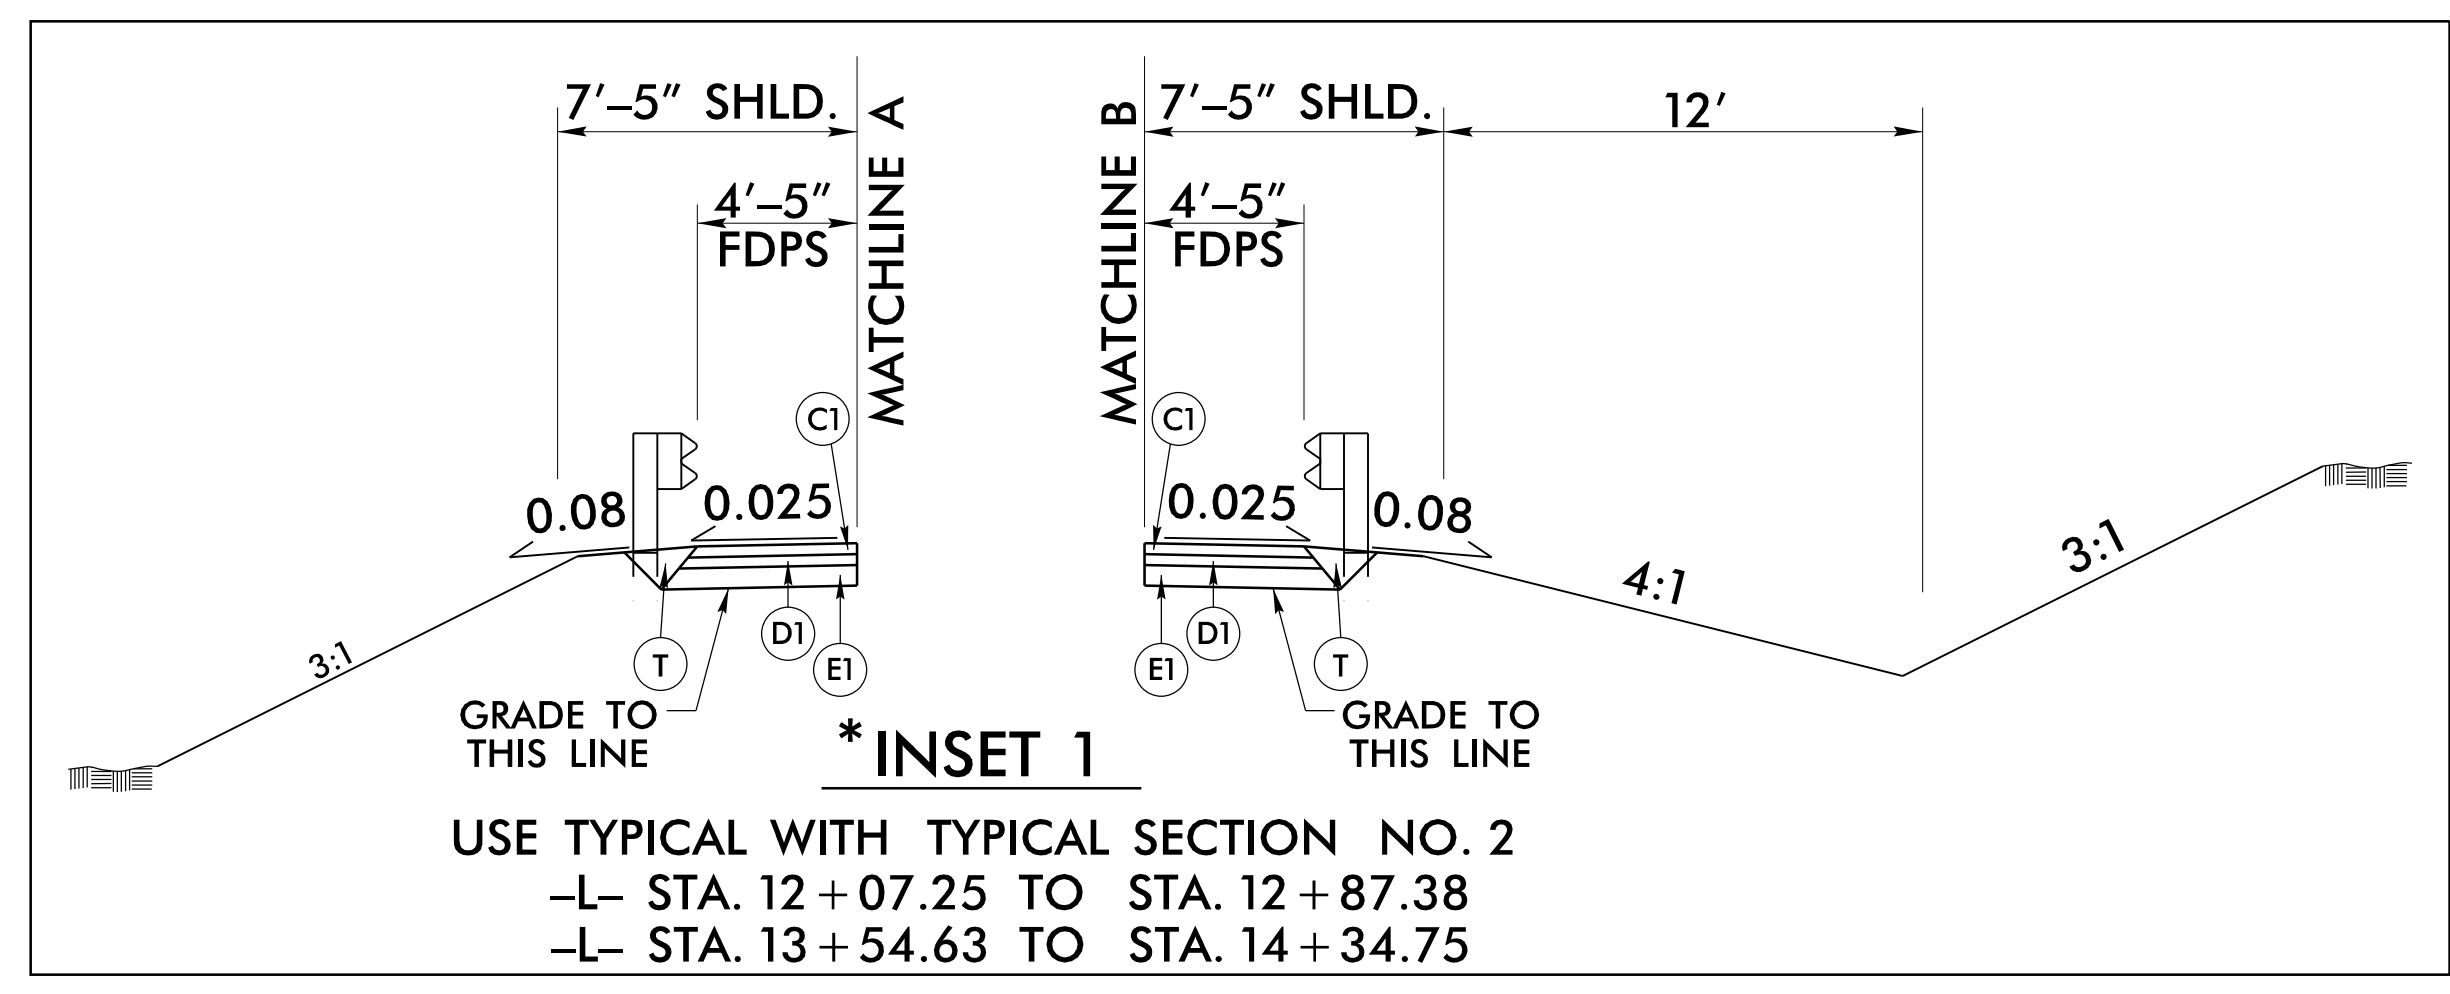 7'–5" SHLD.
MATCHLINE A
MATCHLINE B
7'–5" SHLD.
12'
4'–5"
FDPS
4'–5"
FDPS
C1
C1
0.08
0.025
0.025
0.08
3:1
4:1
3:1
T
D1
E1
E1
D1
T
GRADE TO
THIS LINE
GRADE TO
THIS LINE
* INSET 1
USE TYPICAL WITH TYPICAL SECTION NO. 2
–L– STA. 12+07.25 TO STA. 12+87.38
–L– STA. 13+54.63 TO STA. 14+34.75